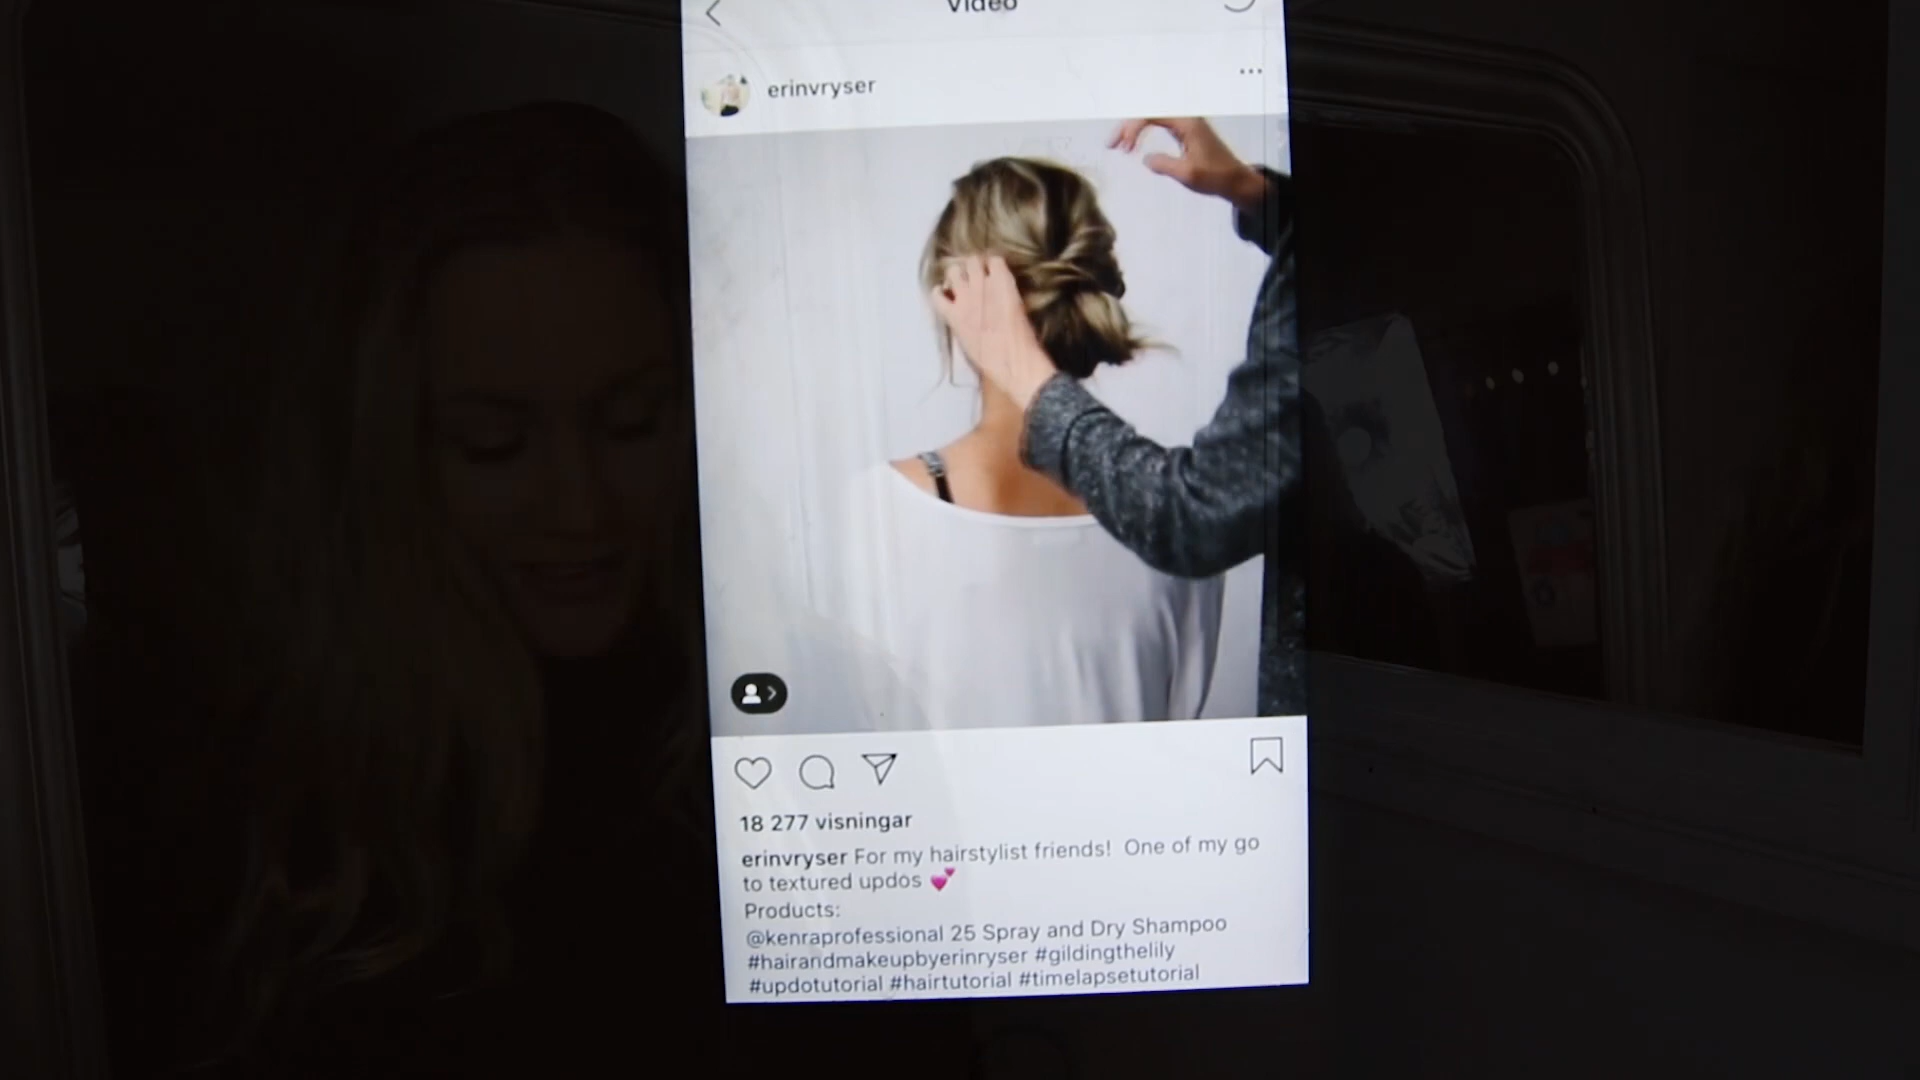 Video
erinvryser
18 277 visningar
erinvryser For my hairstylist friends! One of my go
to textured updos 💕
Products:
@kenraprofessional 25 Spray and Dry Shampoo
#hairandmakeupbyerinryser #gildingthelily
#updotutorial #hairtutorial #timelapsetutorial